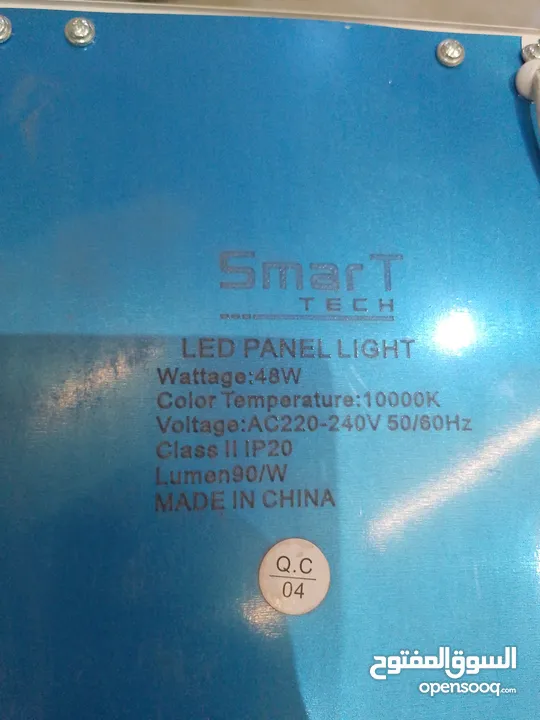 SmarT
TECH
LED PANEL LIGHT
Wattage:48W
Color Temperature:10000K
Voltage:AC220-240V 50/60Hz
Class II IP20
Lumen90/W
MADE IN CHINA
Q.C
04
السوق المفتوح
opensooq.com